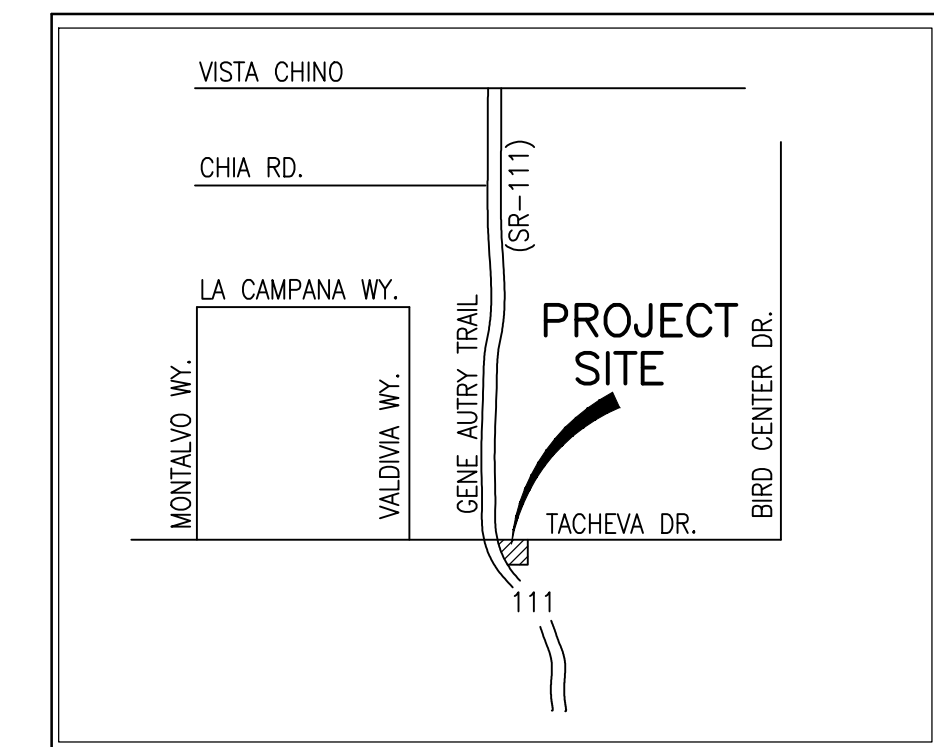 VISTA CHINO
CHIA RD.
(SR-111)
LA CAMPANA WY.
PROJECT
SITE
MONTALVO WY.
VALDIVIA WY.
GENE AUTRY TRAIL
BIRD CENTER DR.
TACHEVA DR.
111